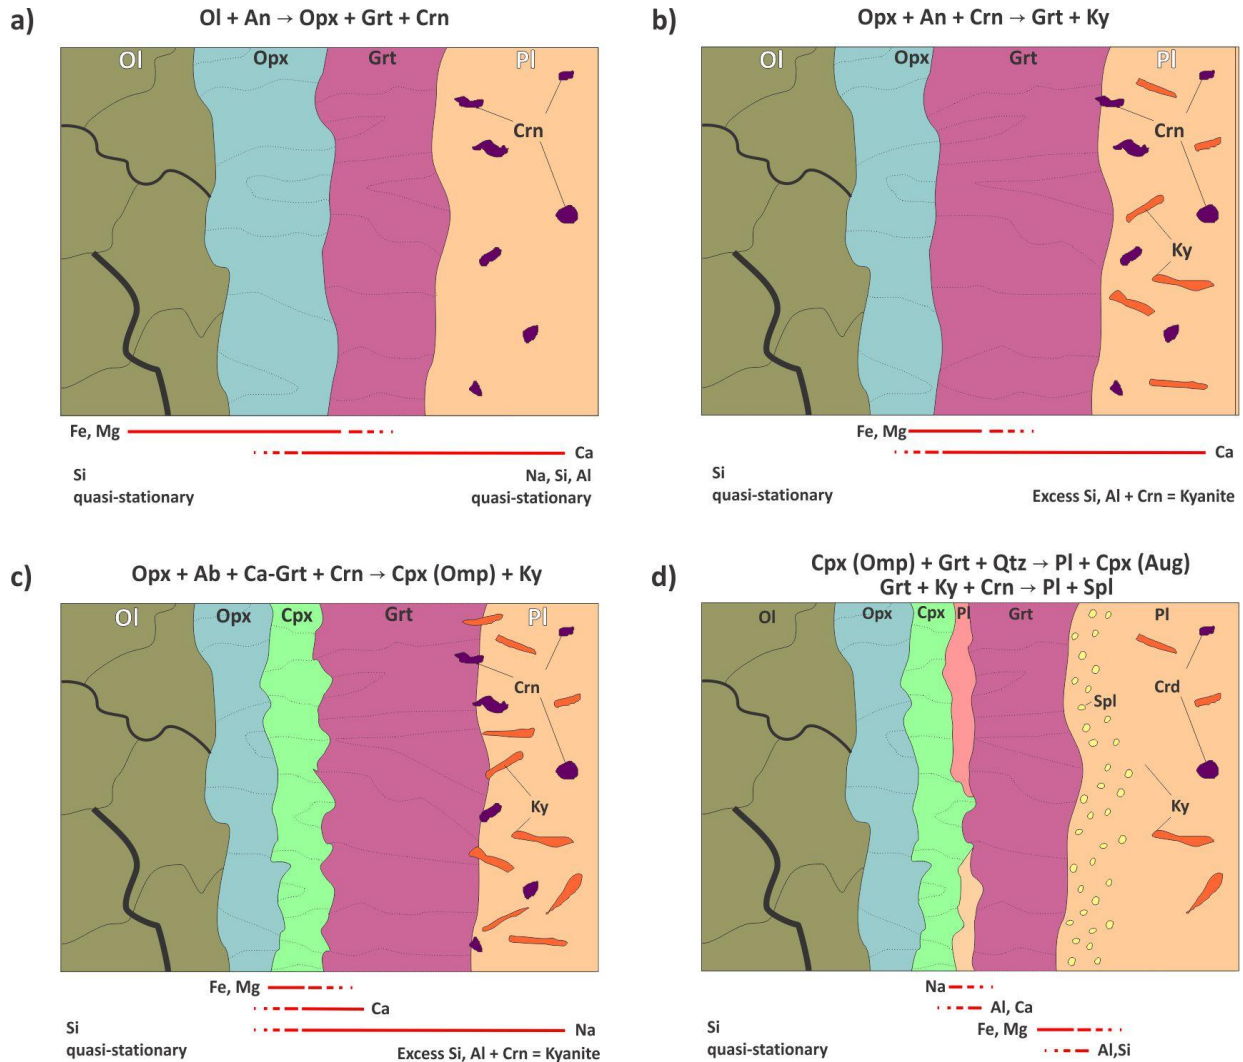 a)
Ol + An → Opx + Grt + Crn
Ol
Opx
Grt
Pl
Crn
Fe, Mg
Ca
Si
quasi-stationary
Na, Si, Al
quasi-stationary
b)
Opx + An + Crn → Grt + Ky
Ol
Opx
Grt
Pl
Crn
Ky
Fe, Mg
Ca
Si
quasi-stationary
Excess Si, Al + Crn = Kyanite
c)
Opx + Ab + Ca-Grt + Crn → Cpx (Omp) + Ky
Ol
Opx
Cpx
Grt
Pl
Crn
Ky
Fe, Mg
Ca
Na
Si
quasi-stationary
Excess Si, Al + Crn = Kyanite
d)
Cpx (Omp) + Grt + Qtz → Pl + Cpx (Aug)
Grt + Ky + Crn → Pl + Spl
Ol
Opx
Cpx
Pl
Grt
Pl
Spl
Crd
Ky
Na
Al, Ca
Fe, Mg
Al,Si
Si
quasi-stationary